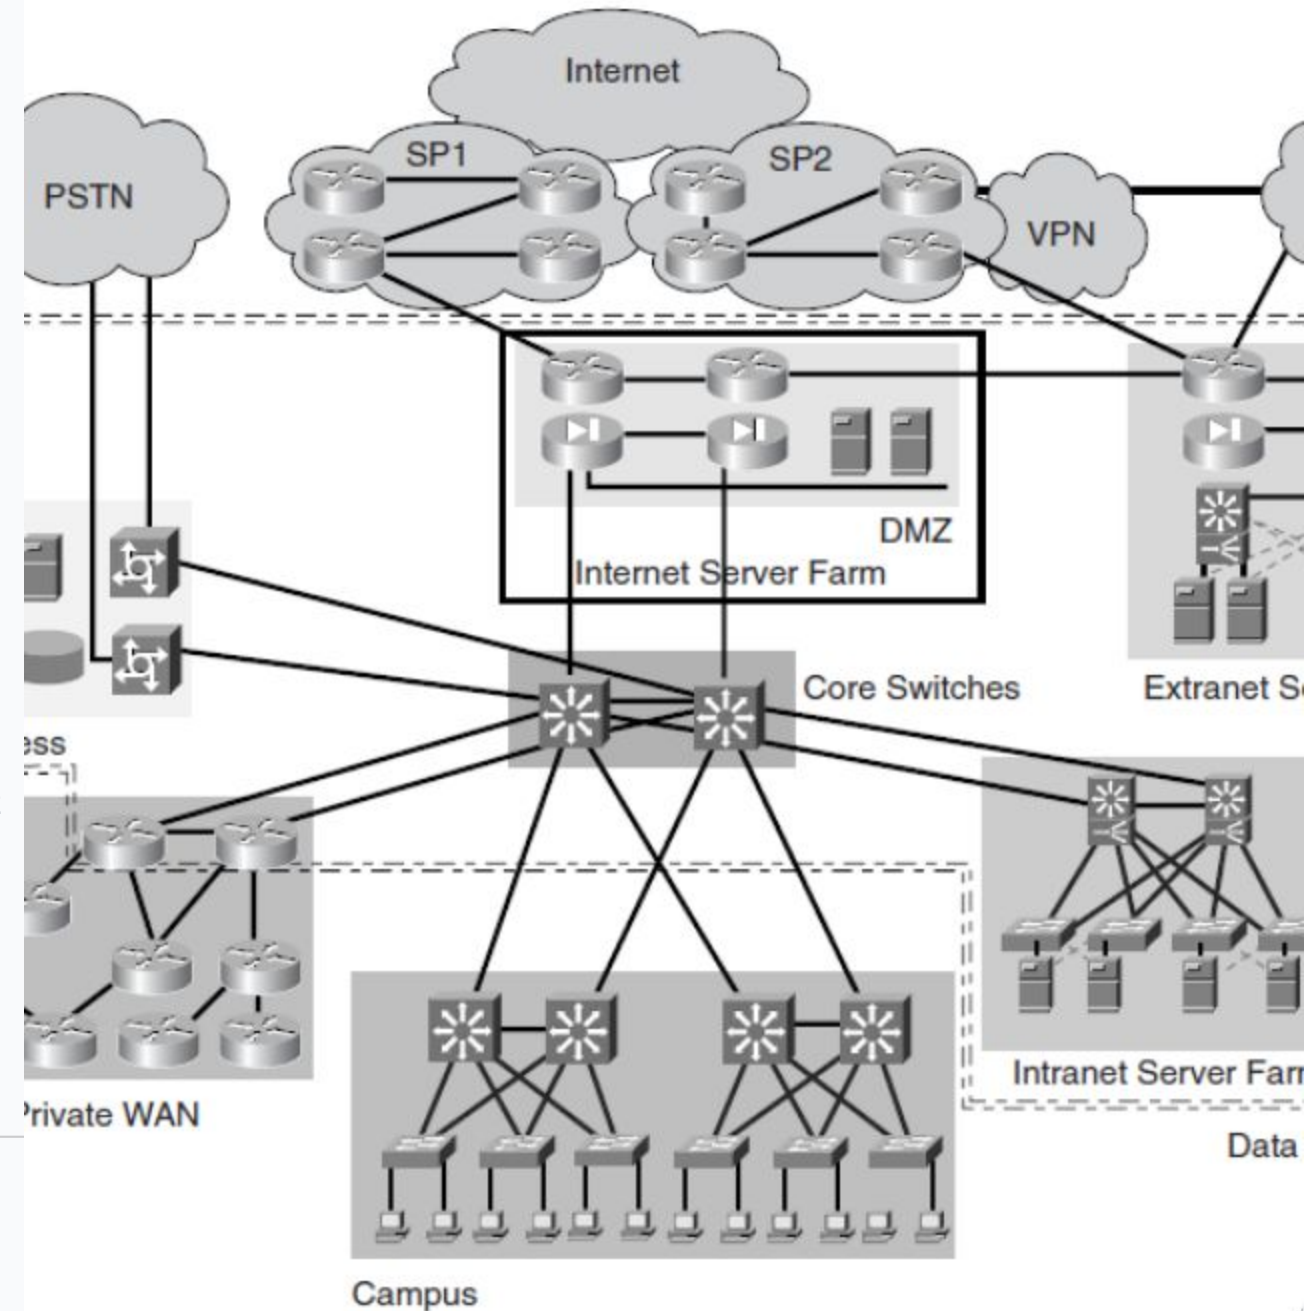 Internet
SP1
SP2
PSTN
VPN
DMZ
Internet Server Farm
Core Switches
Extranet
ess
Intranet Server Farm
Private WAN
Data
Campus